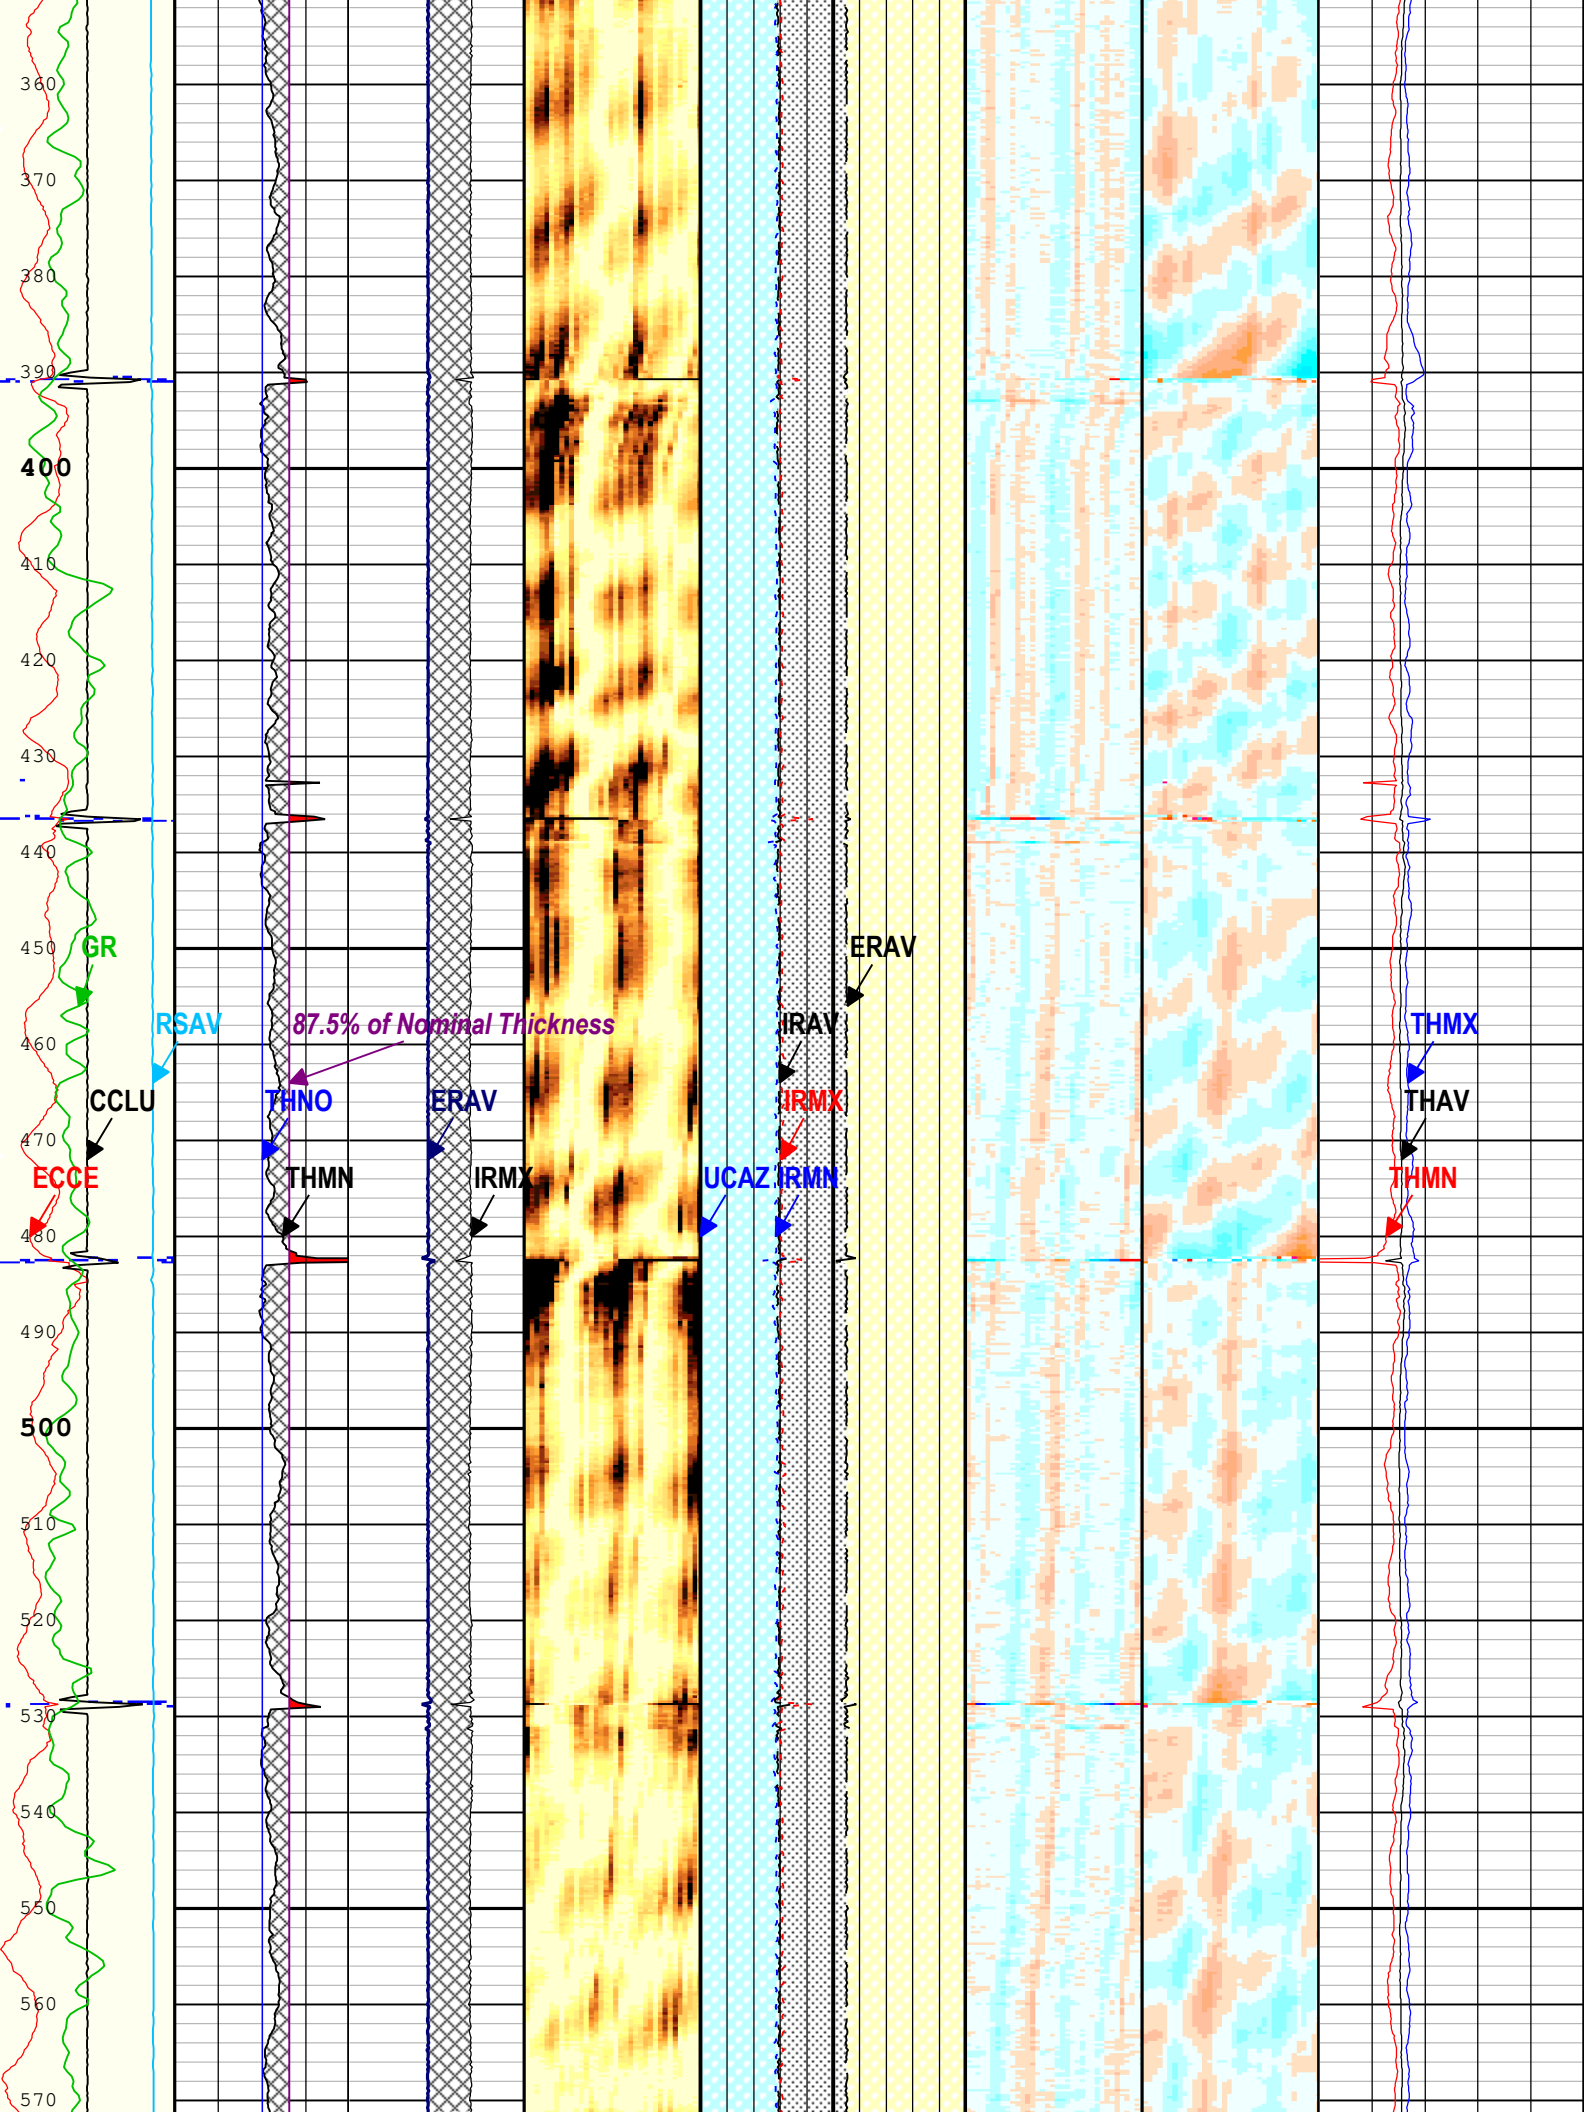 360
370
380
390
400
410
420
430
440
450
GR
ERAV
RSAV
87.5% of Nominal Thickness
IRAV
THMX
460
CCLU
THNO
ERAV
IRMX
THAV
470
ECCE
THMN
IRMX
UCAZ
IRMN
THMN
480
490
500
510
520
530
540
550
560
570